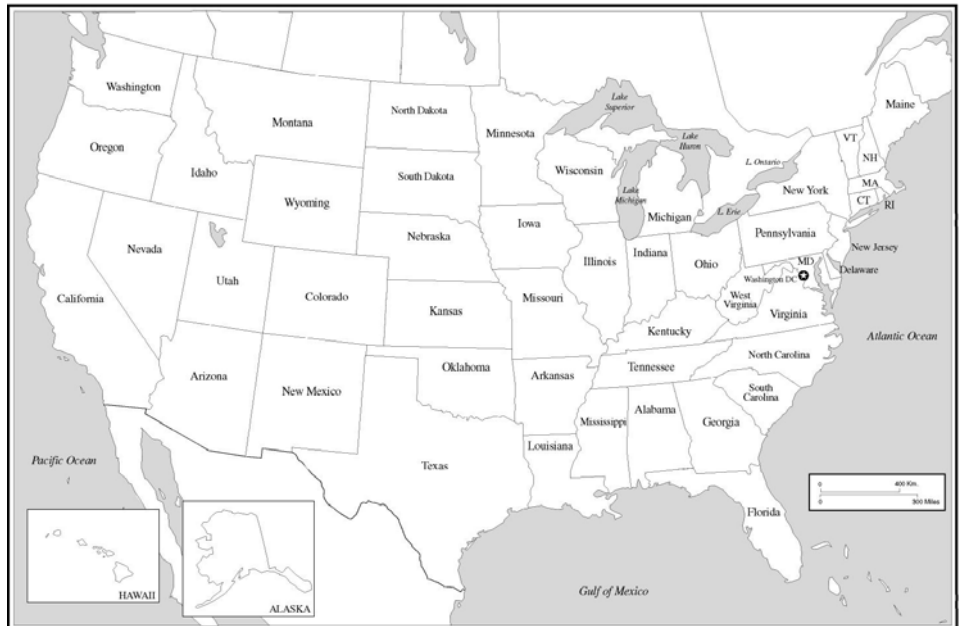 Washington
Oregon
Idaho
Montana
North Dakota
Minnesota
South Dakota
Wyoming
Nebraska
Iowa
Wisconsin
Lake
Superior
Lake
Huron
Lake
Michigan
Michigan
L. Ontario
L. Erie
Maine
VT
NH
MA
CT
RI
New York
Pennsylvania
New Jersey
MD
Delaware
Washington DC
Nevada
Utah
California
Colorado
Kansas
Missouri
Illinois
Indiana
Ohio
West
Virginia
Virginia
Kentucky
Arizona
New Mexico
Oklahoma
Arkansas
Tennessee
North Carolina
South
Carolina
Mississippi
Alabama
Georgia
Louisiana
Texas
Florida
Atlantic Ocean
Pacific Ocean
Gulf of Mexico
HAWAII
ALASKA
0
400 Km.
0
300 Miles